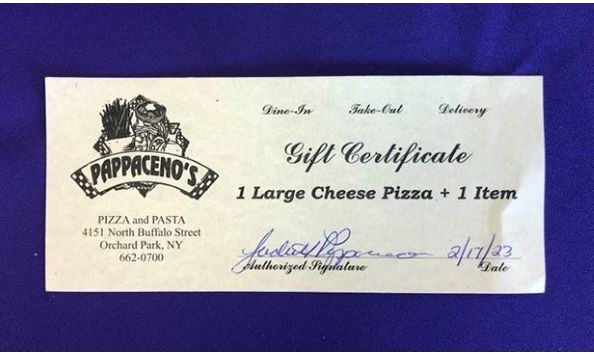 Dine-In Take-Out Delivery
Gift Certificate
1 Large Cheese Pizza + 1 Item
PAPPACENO'S
PIZZA and PASTA
4151 North Buffalo Street
Orchard Park, NY
662-0700
2/17/23
Authorized Signature Date